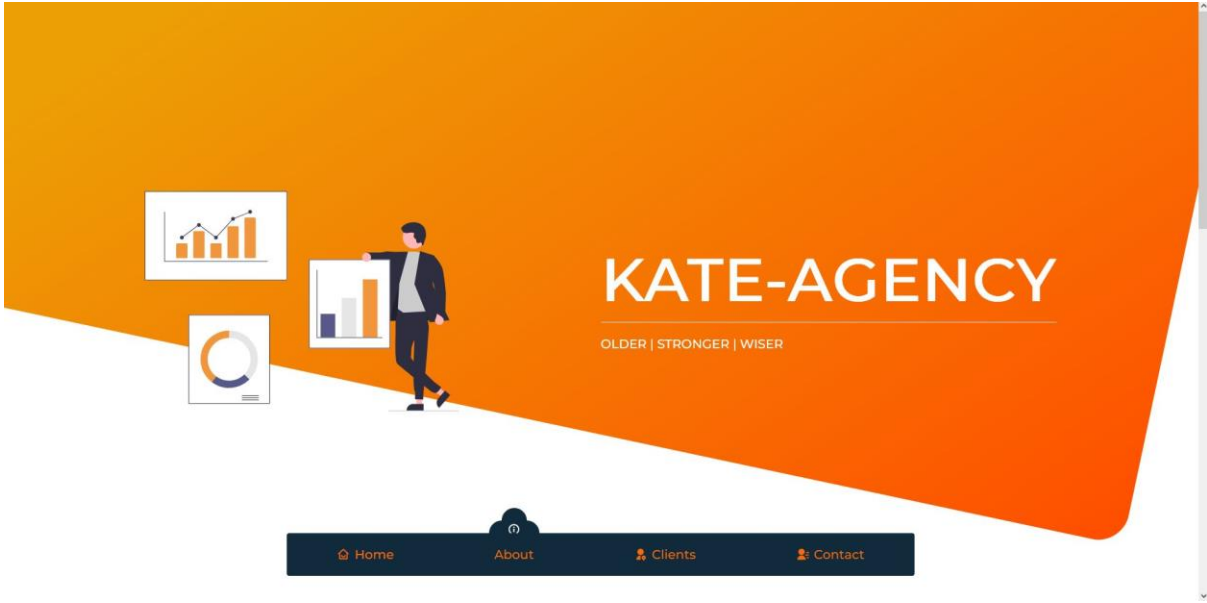 KATE-AGENCY
OLDER | STRONGER | WISER
Home About Clients Contact